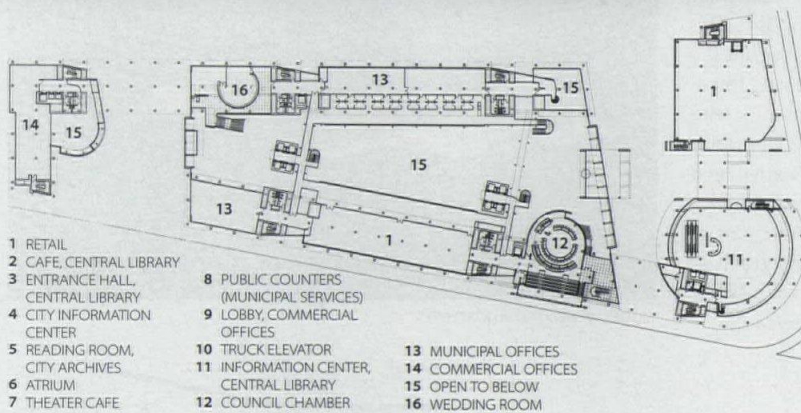 13
16
15
1
14
15
15
13
1
12
11
1 RETAIL
2 CAFE, CENTRAL LIBRARY
3 ENTRANCE HALL,
CENTRAL LIBRARY
4 CITY INFORMATION
CENTER
5 READING ROOM,
CITY ARCHIVES
6 ATRIUM
7 THEATER CAFE
8 PUBLIC COUNTERS
(MUNICIPAL SERVICES)
9 LOBBY, COMMERCIAL
OFFICES
10 TRUCK ELEVATOR
11 INFORMATION CENTER,
CENTRAL LIBRARY
12 COUNCIL CHAMBER
13 MUNICIPAL OFFICES
14 COMMERCIAL OFFICES
15 OPEN TO BELOW
16 WEDDING ROOM